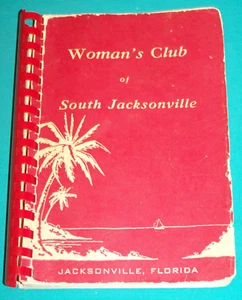 Woman's Club
of
South Jacksonville
JACKSONVILLE, FLORIDA